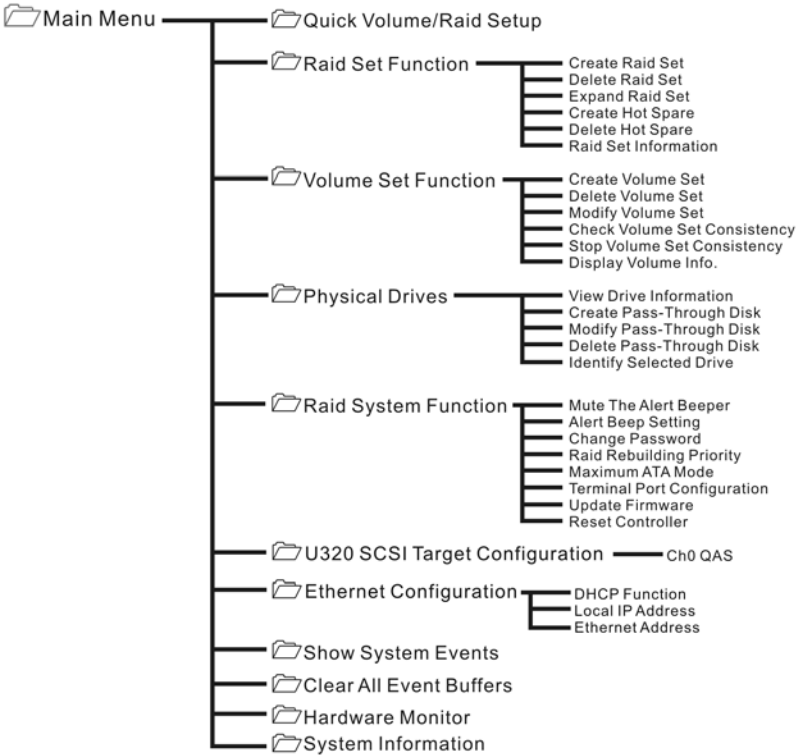 Main Menu
Quick Volume/Raid Setup
Raid Set Function
Create Raid Set
Delete Raid Set
Expand Raid Set
Create Hot Spare
Delete Hot Spare
Raid Set Information
Volume Set Function
Create Volume Set
Delete Volume Set
Modify Volume Set
Check Volume Set Consistency
Stop Volume Set Consistency
Display Volume Info.
Physical Drives
View Drive Information
Create Pass-Through Disk
Modify Pass-Through Disk
Delete Pass-Through Disk
Identify Selected Drive
Raid System Function
Mute The Alert Beeper
Alert Beep Setting
Change Password
Raid Rebuilding Priority
Maximum ATA Mode
Terminal Port Configuration
Update Firmware
Reset Controller
U320 SCSI Target Configuration
Ch0 QAS
Ethernet Configuration
DHCP Function
Local IP Address
Ethernet Address
Show System Events
Clear All Event Buffers
Hardware Monitor
System Information